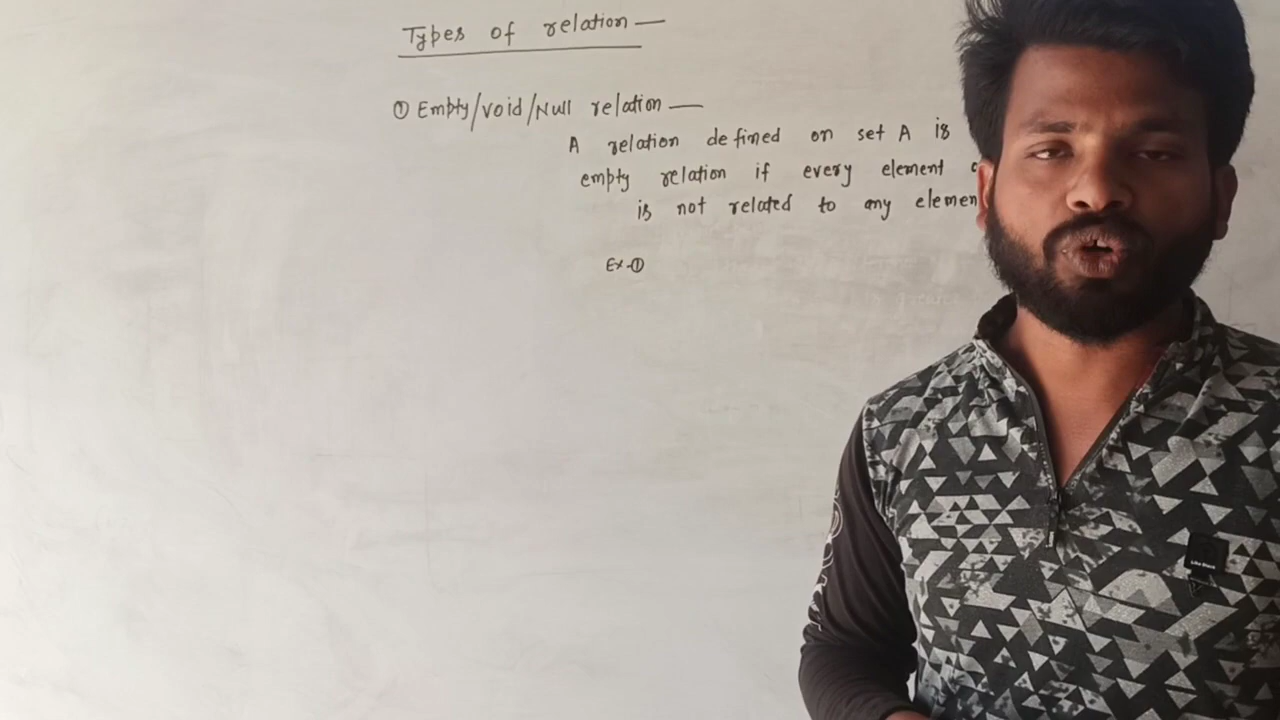 Types of relation —
① Empty/void/Null relation —
A relation defined on set A is
empty relation if every element
is not related to any elemen
Ex-①